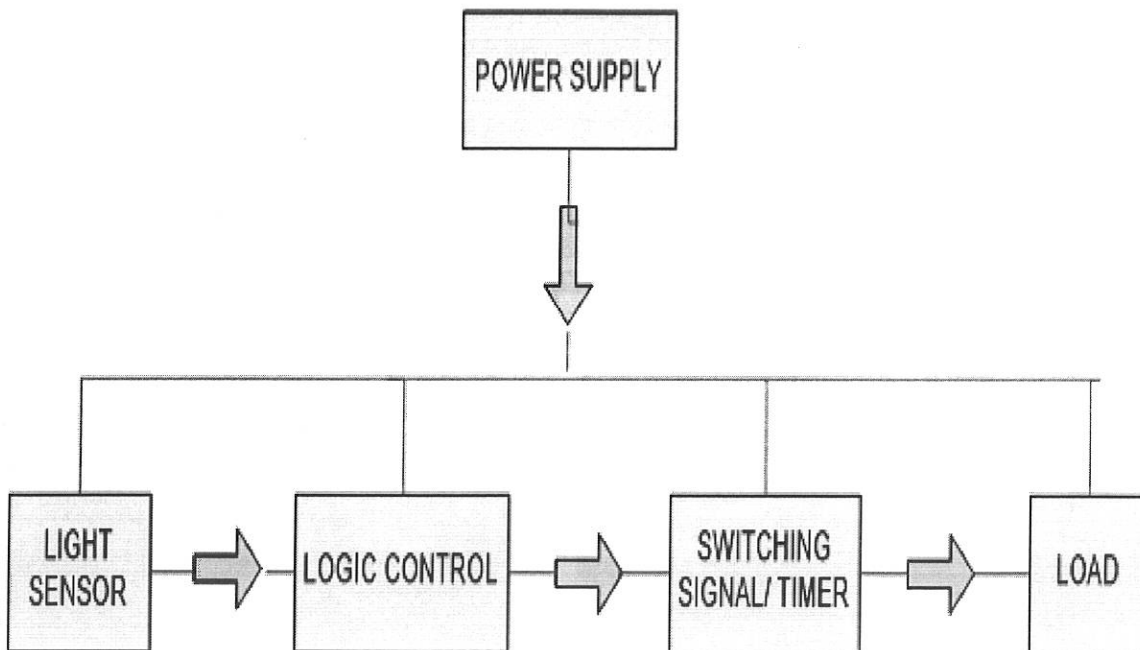 POWER SUPPLY
LIGHT
SENSOR
LOGIC CONTROL
SWITCHING
SIGNAL/ TIMER
LOAD